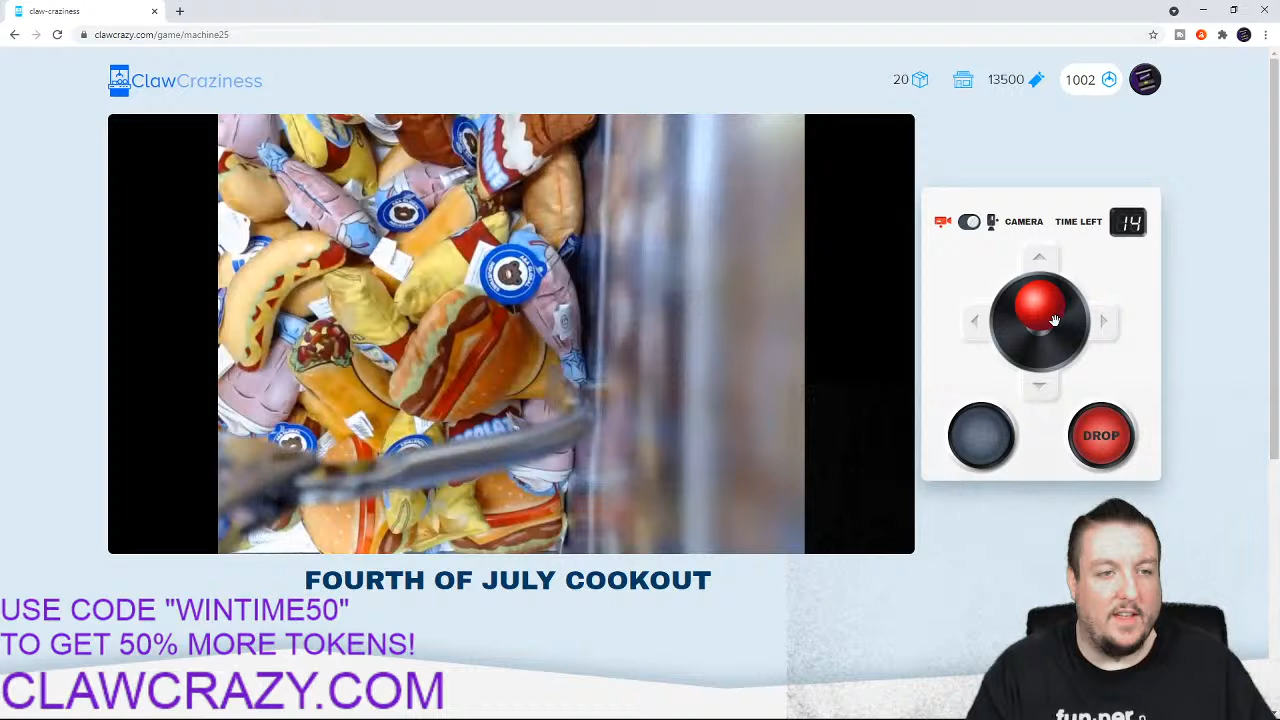 claw-craziness
clawcrazy.com/game/machine25
ClawCraziness
20
13500
1002
CAMERA
TIME LEFT
14
DROP
FOURTH OF JULY COOKOUT
USE CODE "WINTIME50"
TO GET 50% MORE TOKENS!
CLAWCRAZY.COM